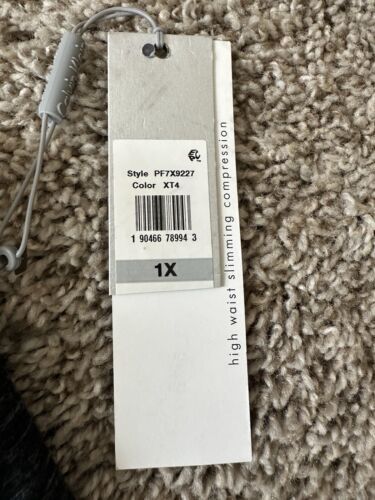 Style PF7X9227
Color XT4
1 90466 78994 3
1X
high waist slimming compression